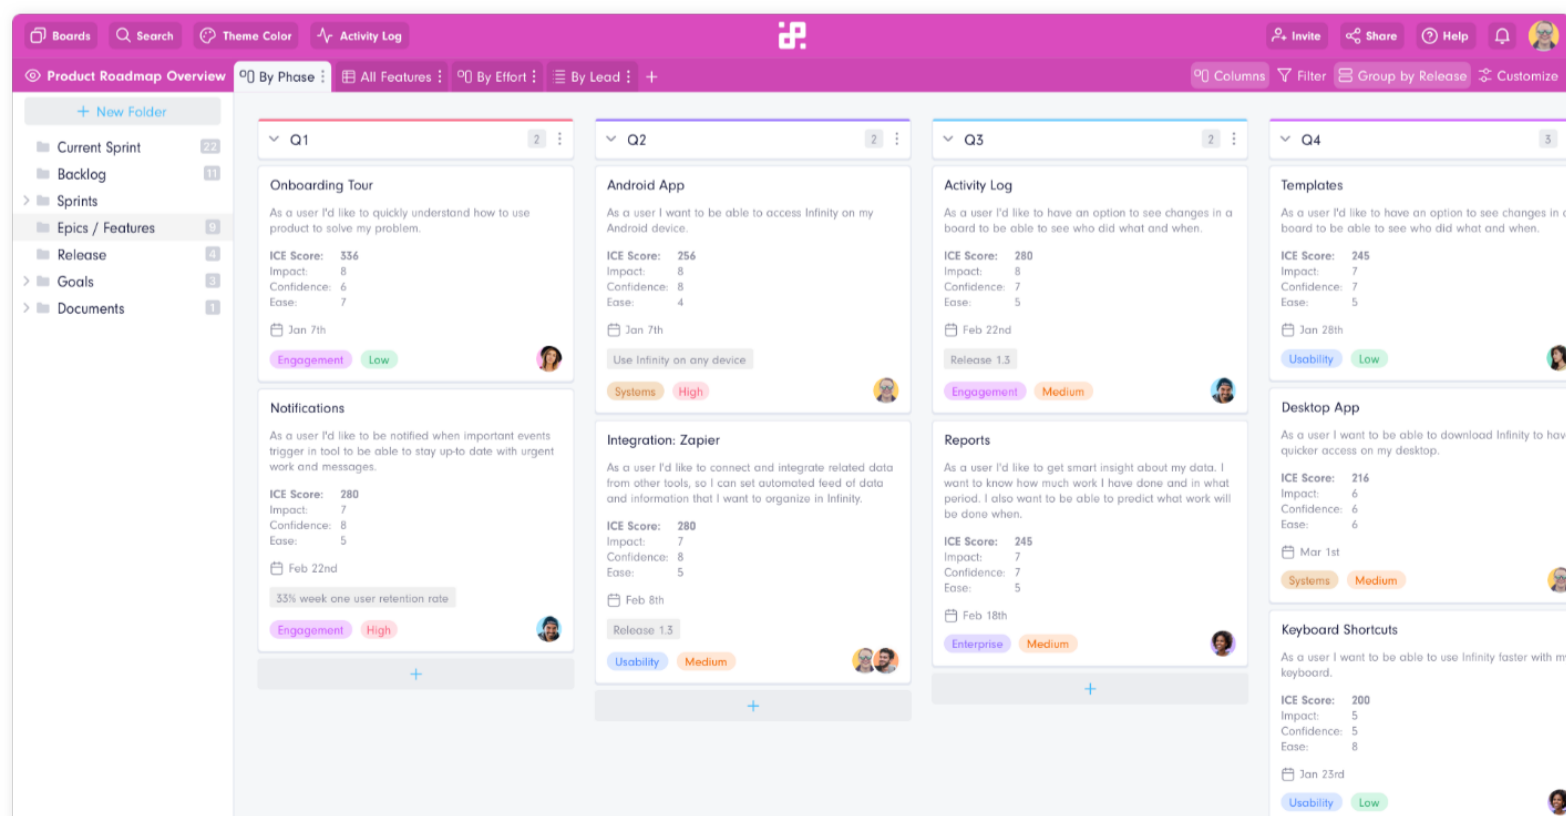 Boards
Search
Theme Color
Activity Log
Invite
Share
Help
Product Roadmap Overview
By Phase
All Features
By Effort
By Lead
+
Columns
Filter
Group by Release
Customize
+ New Folder
Current Sprint 22
Backlog 11
Sprints
Epics / Features 9
Release 4
Goals 3
Documents 1
Q1 2
Onboarding Tour
As a user I'd like to quickly understand how to use
product to solve my problem.
ICE Score: 336
Impact: 8
Confidence: 6
Ease: 7
Jan 7th
Engagement Low
Notifications
As a user I'd like to be notified when important events
trigger in tool to be able to stay up-to date with urgent
work and messages.
ICE Score: 280
Impact: 7
Confidence: 8
Ease: 5
Feb 22nd
33% week one user retention rate
Engagement High
+
Q2 2
Android App
As a user I want to be able to access Infinity on my
Android device.
ICE Score: 256
Impact: 8
Confidence: 8
Ease: 4
Jan 7th
Use Infinity on any device
Systems High
Integration: Zapier
As a user I'd like to connect and integrate related data
from other tools, so I can set automated feed of data
and information that I want to organize in Infinity.
ICE Score: 280
Impact: 7
Confidence: 8
Ease: 5
Feb 8th
Release 1.3
Usability Medium
+
Q3 2
Activity Log
As a user I'd like to have an option to see changes in a
board to be able to see who did what and when.
ICE Score: 280
Impact: 8
Confidence: 7
Ease: 5
Feb 22nd
Release 1.3
Engagement Medium
Reports
As a user I'd like to get smart insight about my data. I
want to know how much work I have done and in what
period. I also want to be able to predict what work will
be done when.
ICE Score: 245
Impact: 7
Confidence: 7
Ease: 5
Feb 18th
Enterprise Medium
+
Q4 3
Templates
As a user I'd like to have an option to see changes in
board to be able to see who did what and when.
ICE Score: 245
Impact: 7
Confidence: 7
Ease: 5
Jan 28th
Usability Low
Desktop App
As a user I want to be able to download Infinity to hav
quicker access on my desktop.
ICE Score: 216
Impact: 6
Confidence: 6
Ease: 6
Mar 1st
Systems Medium
Keyboard Shortcuts
As a user I want to be able to use Infinity faster with m
keyboard.
ICE Score: 200
Impact: 5
Confidence: 5
Ease: 8
Jan 23rd
Usability Low